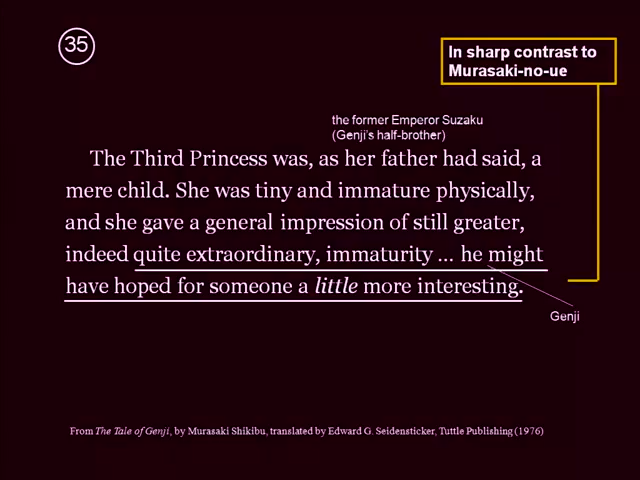 35
In sharp contrast to
Murasaki-no-ue
the former Emperor Suzaku
(Genji's half-brother)
The Third Princess was, as her father had said, a
mere child. She was tiny and immature physically,
and she gave a general impression of still greater,
indeed quite extraordinary, immaturity ... he might
have hoped for someone a little more interesting.
Genji
From The Tale of Genji, by Murasaki Shikibu, translated by Edward G. Seidensticker, Tuttle Publishing (1976)